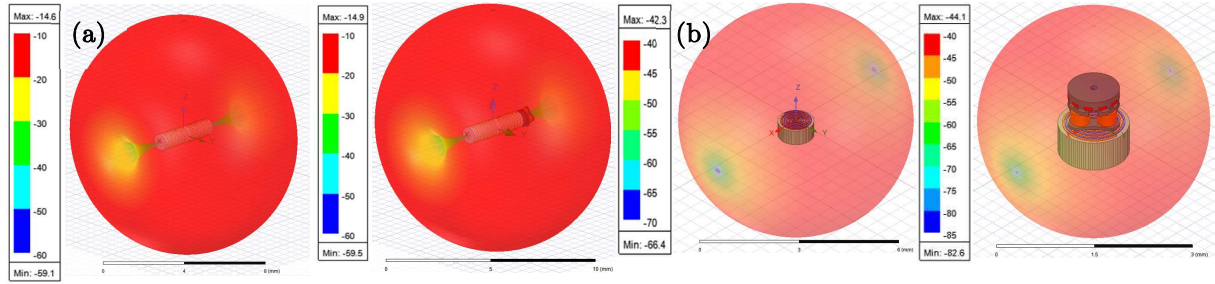 Max: -14.6
-10
-20
-30
-40
-50
-60
Min: -59.1
(a)
Z
Y
0 4 8 (mm)
Max: -14.9
-10
-20
-30
-40
-50
-60
Min: -59.5
Z
Y
0 5 10 (mm)
Max: -42.3
-40
-45
-50
-55
-60
-65
-70
Min: -66.4
(b)
Z
X Y
0 3 6 (mm)
Max: -44.1
-40
-45
-50
-55
-60
-65
-70
-75
-80
-85
Min: -82.6
0 1.5 3 (mm)